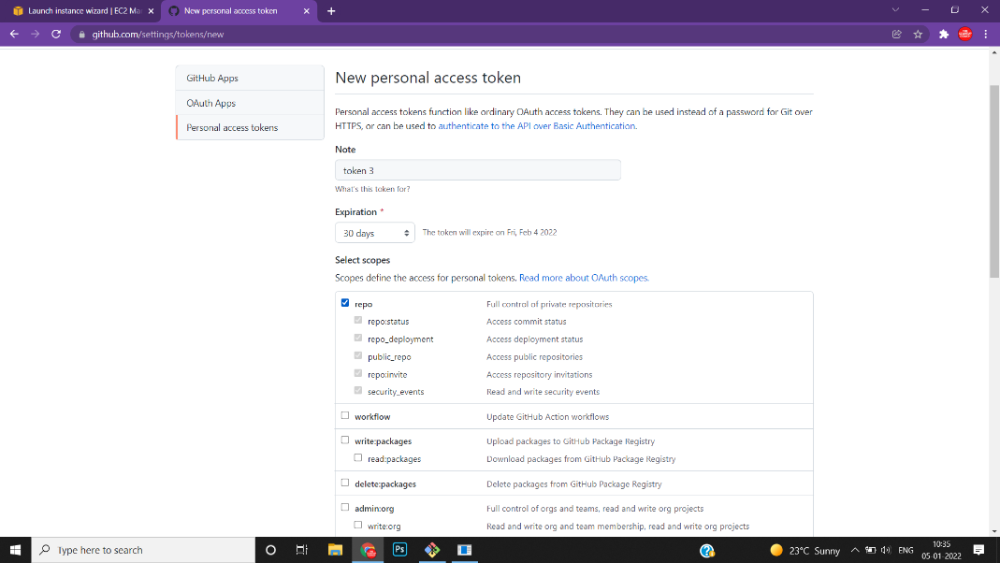 Launch instance wizard | EC2 Ma
New personal access token
github.com/settings/tokens/new
GitHub Apps
OAuth Apps
Personal access tokens
New personal access token
Personal access tokens function like ordinary OAuth access tokens. They can be used instead of a password for Git over
HTTPS, or can be used to authenticate to the API over Basic Authentication.
Note
token 3
What's this token for?
Expiration *
30 days The token will expire on Fri, Feb 4 2022
Select scopes
Scopes define the access for personal tokens. Read more about OAuth scopes.
repo Full control of private repositories
repo:status Access commit status
repo_deployment Access deployment status
public_repo Access public repositories
repo:invite Access repository invitations
security_events Read and write security events
workflow Update GitHub Action workflows
write:packages Upload packages to GitHub Package Registry
read:packages Download packages from GitHub Package Registry
delete:packages Delete packages from GitHub Package Registry
admin:org Full control of orgs and teams, read and write org projects
write:org Read and write org and team membership, read and write org projects
Type here to search
Ps
23°C Sunny
ENG
10:35
05-01-2022